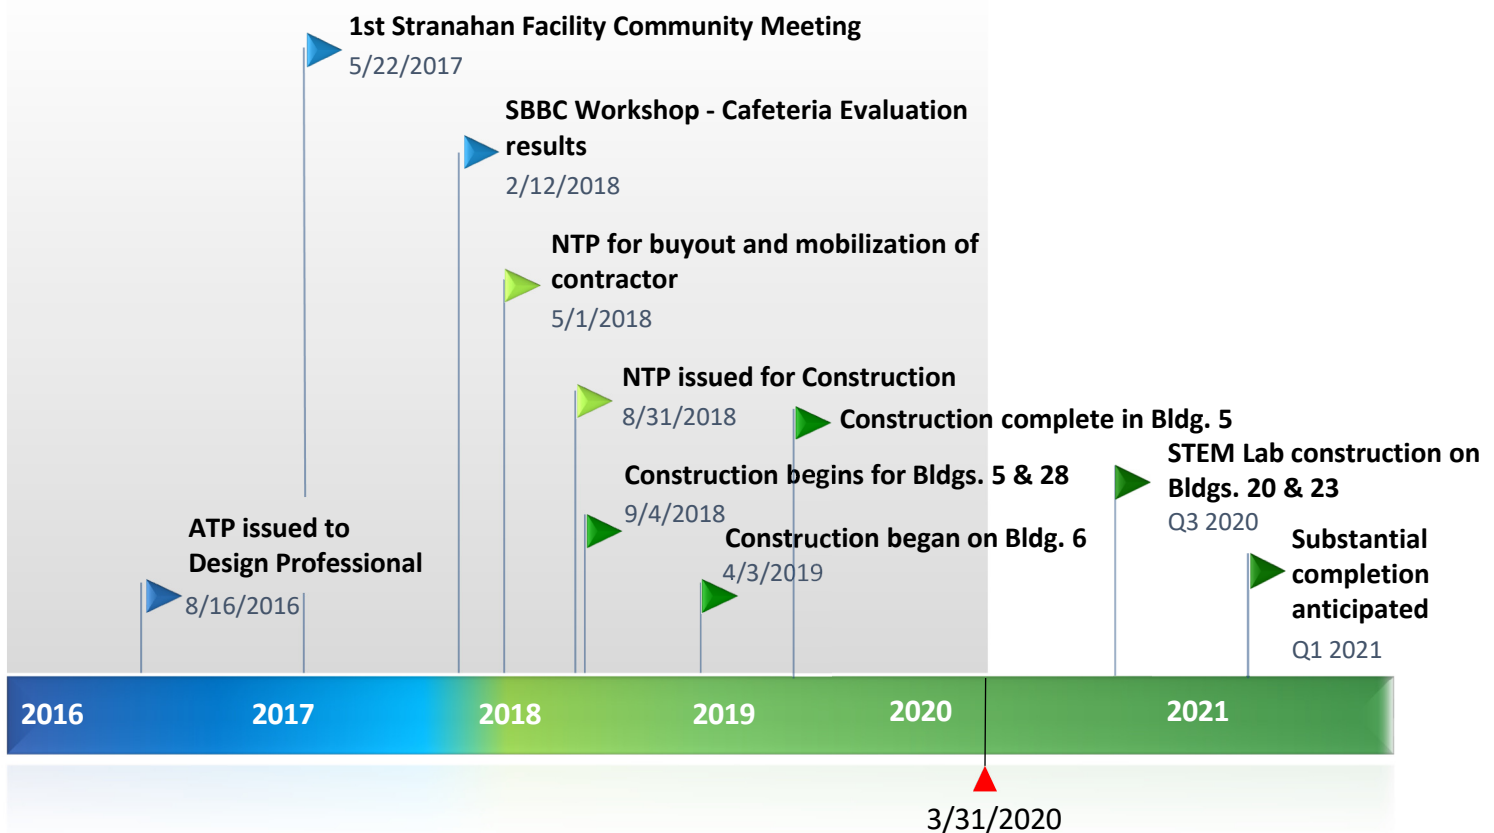 1st Stranahan Facility Community Meeting
5/22/2017
SBBC Workshop - Cafeteria Evaluation
results
2/12/2018
NTP for buyout and mobilization of
contractor
5/1/2018
NTP issued for Construction
8/31/2018
Construction complete in Bldg. 5
Construction begins for Bldgs. 5 & 28
9/4/2018
STEM Lab construction on
Bldgs. 20 & 23
Q3 2020
ATP issued to
Design Professional
8/16/2016
Construction began on Bldg. 6
4/3/2019
Substantial
completion
anticipated
Q1 2021
2016 2017 2018 2019 2020 2021
3/31/2020